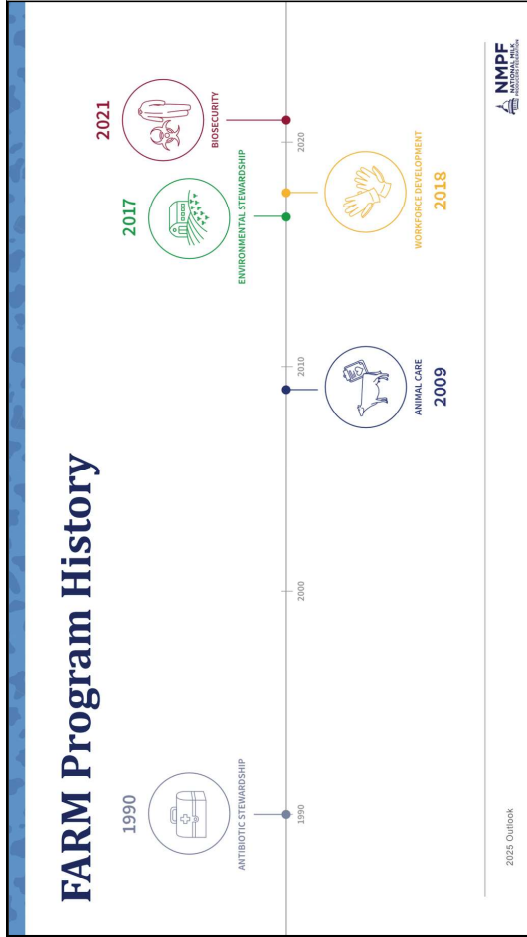 FARM Program History
1990
ANTIBIOTIC STEWARDSHIP
2017
ENVIRONMENTAL STEWARDSHIP
2021
BIOSECURITY
1990
2000
2010
2020
ANIMAL CARE
2009
WORKFORCE DEVELOPMENT
2018
2025 Outlook
NMPF
NATIONAL MILK
PRODUCERS FEDERATION